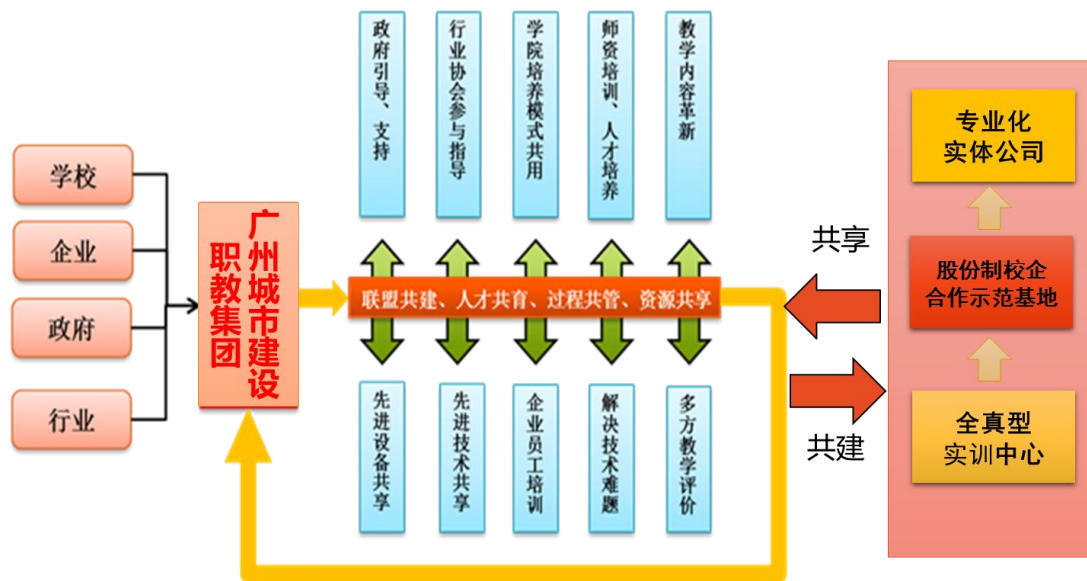 学校
企业
政府
行业
广州城市建设
职教集团
政府引导、支持
行业协会参与指导
学院培养模式共用
师资培训、人才培养
教学内容革新
联盟共建、人才共育、过程共管、资源共享
先进设备共享
先进技术共享
企业员工培训
解决技术难题
多方教学评价
共享
共建
专业化
实体公司
股份制校企
合作示范基地
全真型
实训中心